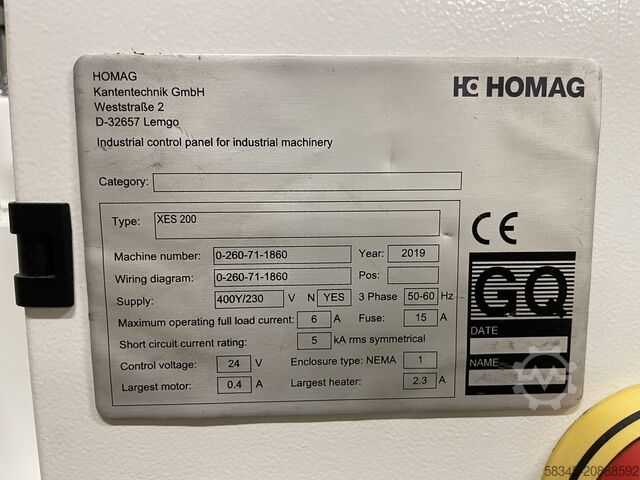 HOMAG
Kantentechnik GmbH
Weststraße 2
D-32657 Lemgo
HOMAG
Industrial control panel for industrial machinery
Category:
Type: XES 200
Machine number: 0-260-71-1860 Year: 2019
Wiring diagram: 0-260-71-1860 Pos:
Supply: 400Y/230 V N YES 3 Phase 50-60 Hz
Maximum operating full load current: 6 A Fuse: 15 A
Short circuit current rating: 5 kA rms symmetrical
Control voltage: 24 V Enclosure type: NEMA 1
Largest motor: 0.4 A Largest heater: 2.3 A
CE
GQ
DATE
NAME